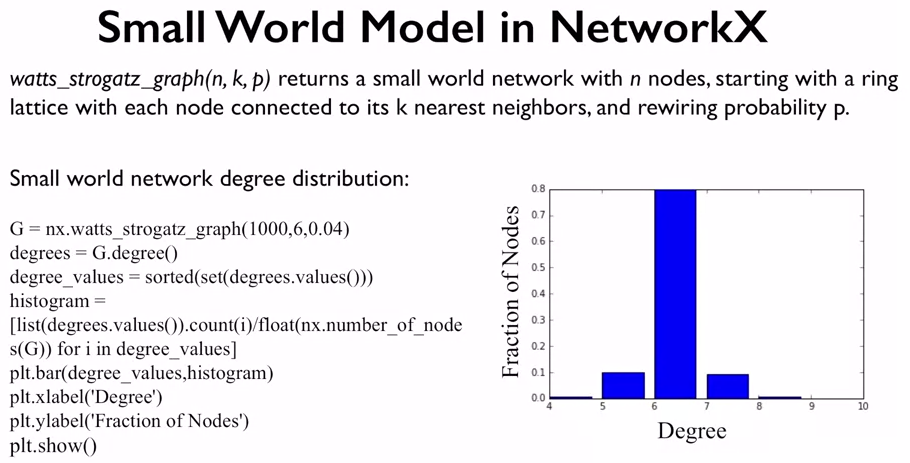 Small World Model in NetworkX
watts_strogatz_graph(n, k, p) returns a small world network with n nodes, starting with a ring
lattice with each node connected to its k nearest neighbors, and rewiring probability p.
Small world network degree distribution:
G = nx.watts_strogatz_graph(1000,6,0.04)
degrees = G.degree()
degree_values = sorted(set(degrees.values()))
histogram =
[list(degrees.values()).count(i)/float(nx.number_of_node
s(G)) for i in degree_values]
plt.bar(degree_values,histogram)
plt.xlabel('Degree')
plt.ylabel('Fraction of Nodes')
plt.show()
Fraction of Nodes
0.8
0.7
0.6
0.5
0.4
0.3
0.2
0.1
0.0
4 5 6 7 8 9 10
Degree